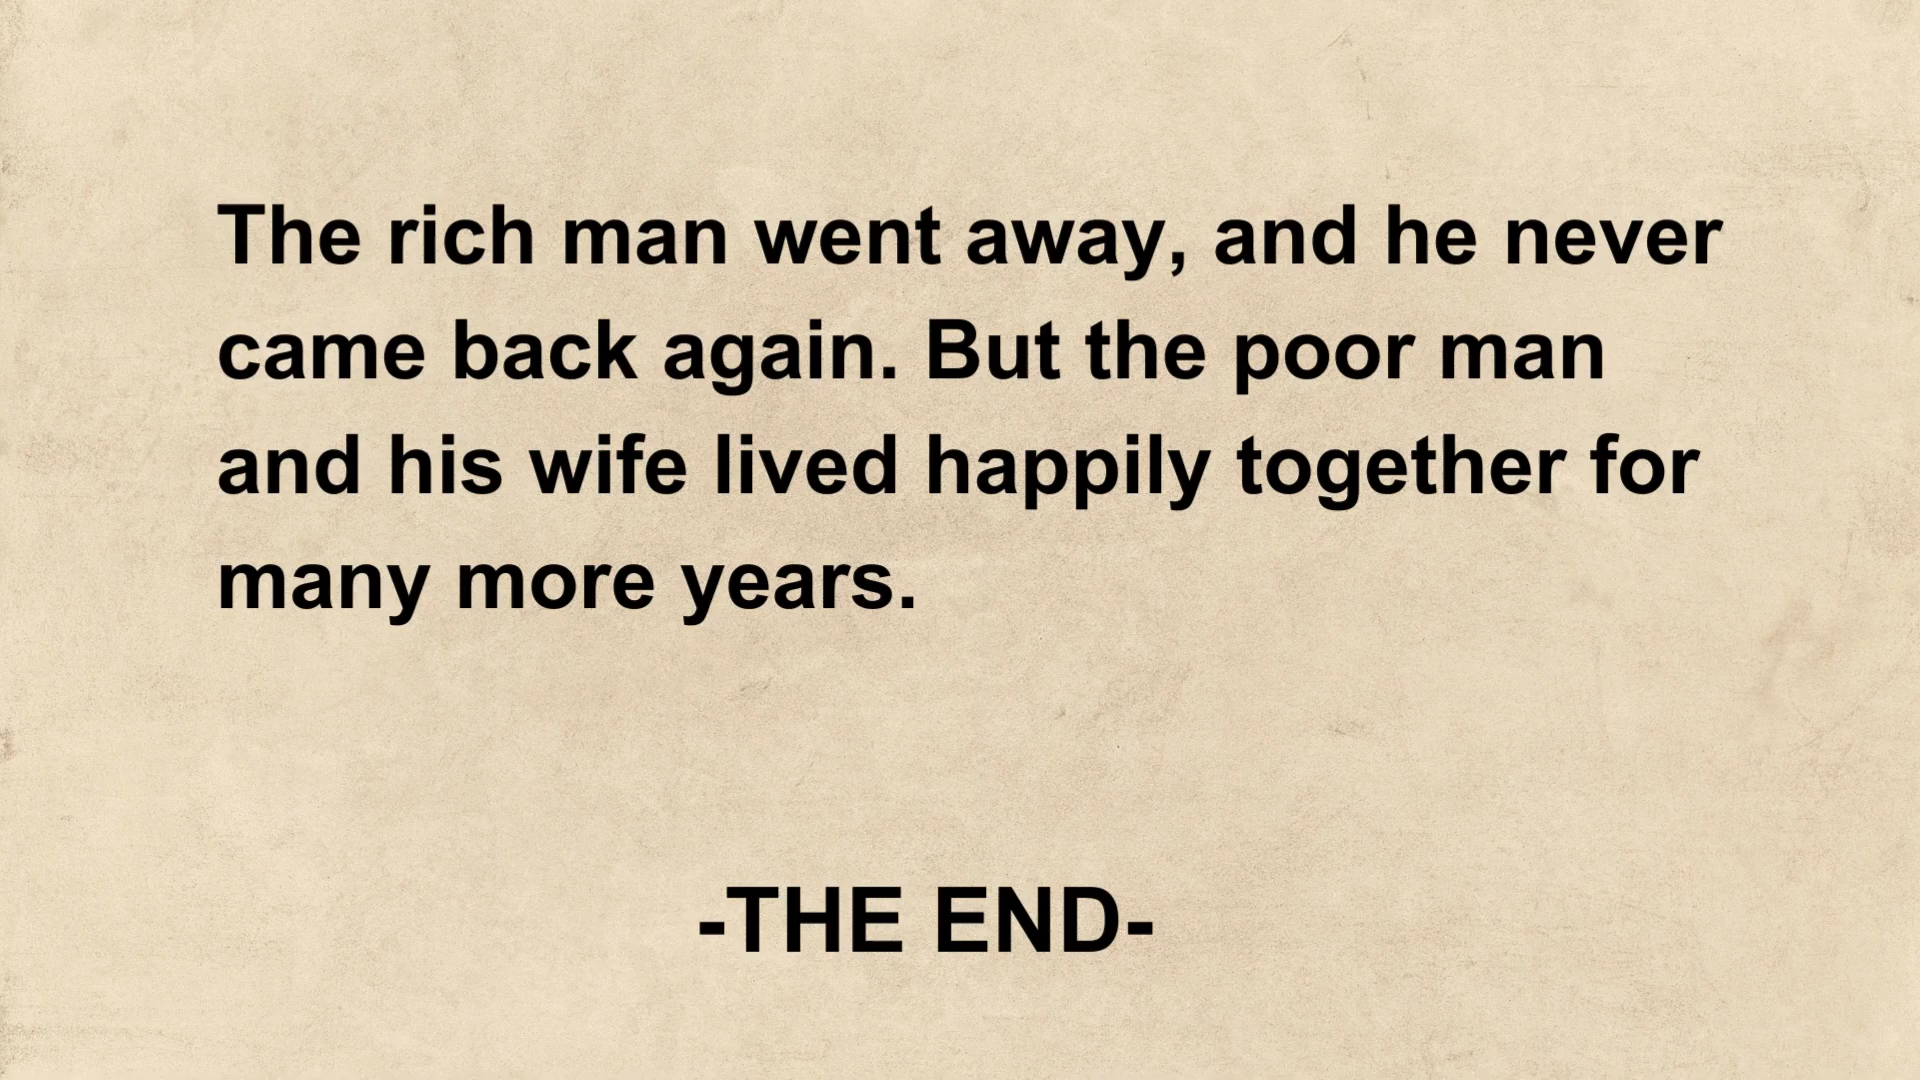 The rich man went away, and he never
came back again. But the poor man
and his wife lived happily together for
many more years.
-THE END-